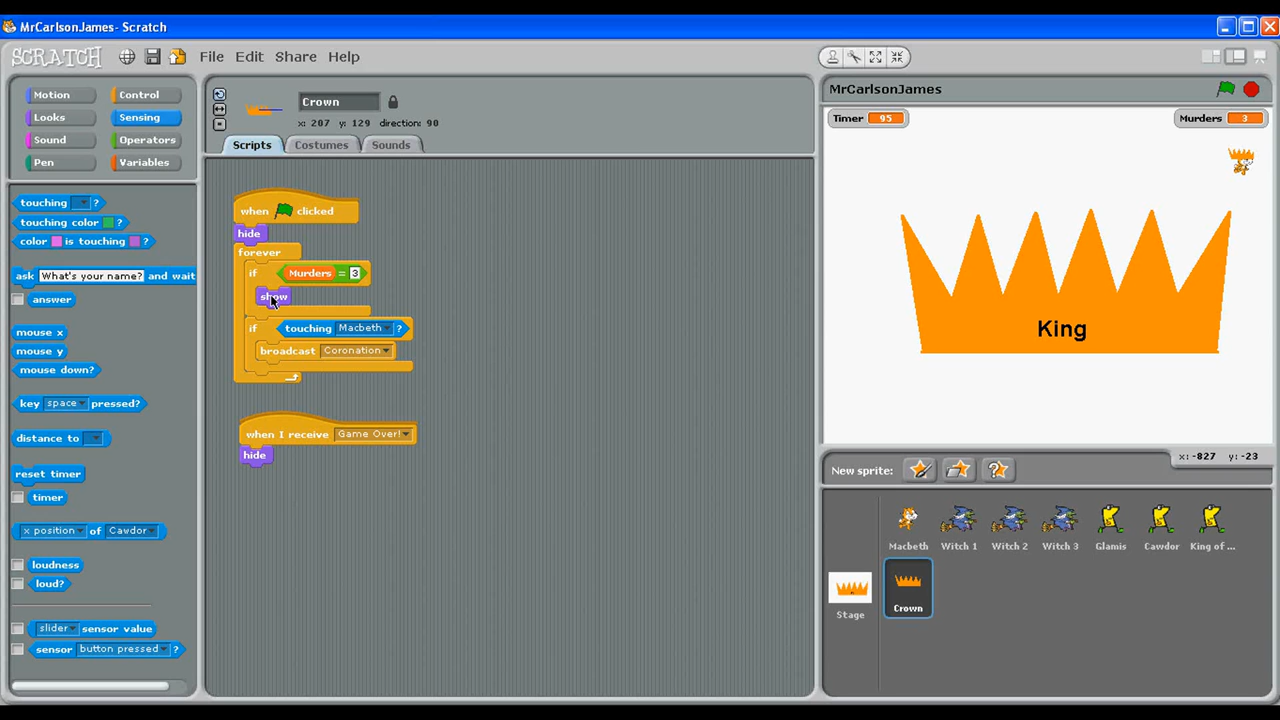 MrCarlsonJames- Scratch
SCRATCH
File Edit Share Help
Motion
Control
Looks
Sensing
Sound
Operators
Pen
Variables
touching ?
touching color ?
color is touching ?
ask What's your name? and wait
answer
mouse x
mouse y
mouse down?
key space pressed?
distance to
reset timer
timer
x position of Cawdor
loudness
loud?
slider sensor value
sensor button pressed ?
Crown
x: 207 y: 129 direction: 90
Scripts
Costumes
Sounds
when clicked
hide
forever
if Murders = 3
show
if touching Macbeth ?
broadcast Coronation
when I receive Game Over!
hide
MrCarlsonJames
Timer 95
Murders 3
King
x: -827 y: -23
New sprite:
Macbeth
Witch 1
Witch 2
Witch 3
Glamis
Cawdor
King of ...
Stage
Crown